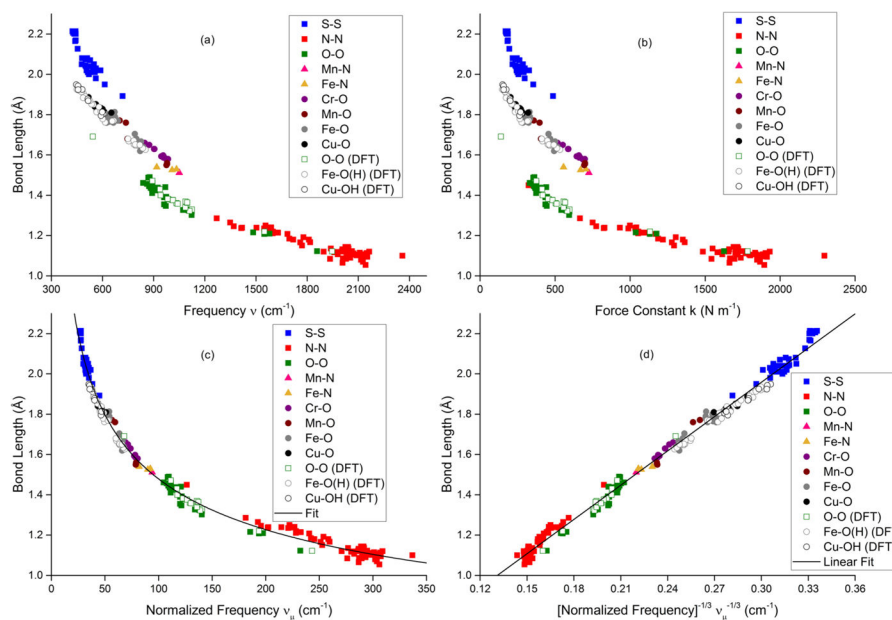 (a)
2.2
2.0
1.8
1.6
1.4
1.2
1.0
Bond Length (Å)
300 600 900 1200 1500 1800 2100 2400
Frequency ν (cm⁻¹)
S-S
N-N
O-O
Mn-N
Fe-N
Cr-O
Mn-O
Fe-O
Cu-O
O-O (DFT)
Fe-O(H) (DFT)
Cu-OH (DFT)
(b)
2.2
2.0
1.8
1.6
1.4
1.2
1.0
Bond Length (Å)
0 500 1000 1500 2000 2500
Force Constant k (N m⁻¹)
S-S
N-N
O-O
Mn-N
Fe-N
Cr-O
Mn-O
Fe-O
Cu-O
O-O (DFT)
Fe-O(H) (DFT)
Cu-OH (DFT)
(c)
2.2
2.0
1.8
1.6
1.4
1.2
1.0
Bond Length (Å)
0 50 100 150 200 250 300 350
Normalized Frequency ν_μ (cm⁻¹)
S-S
N-N
O-O
Mn-N
Fe-N
Cr-O
Mn-O
Fe-O
Cu-O
O-O (DFT)
Fe-O(H) (DFT)
Cu-OH (DFT)
Fit
(d)
2.2
2.0
1.8
1.6
1.4
1.2
1.0
Bond Length (Å)
0.12 0.15 0.18 0.21 0.24 0.27 0.30 0.33 0.36
[Normalized Frequency]⁻¹ᐟ³ ν_μ⁻¹ᐟ³ (cm⁻¹)
S-S
N-N
O-O
Mn-N
Fe-N
Cr-O
Mn-O
Fe-O
Cu-O
O-O (DFT)
Fe-O(H) (DF
Cu-OH (DFT)
Linear Fit